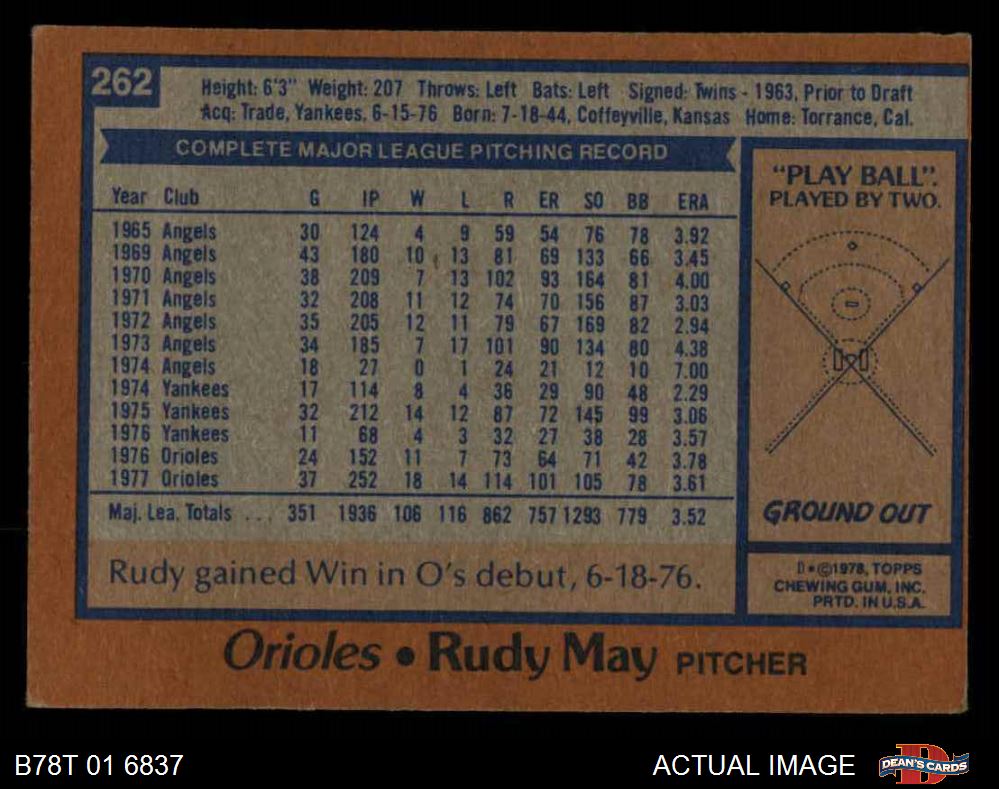 262
Height: 6'3" Weight: 207 Throws: Left Bats: Left Signed: Twins - 1963, Prior to Draft
Acq: Trade, Yankees, 6-15-76 Born: 7-18-44, Coffeyville, Kansas Home: Torrance, Cal.
COMPLETE MAJOR LEAGUE PITCHING RECORD
Year Club G IP W L R ER SO BB ERA
1965 Angels 30 124 4 9 59 54 76 78 3.92
1969 Angels 43 180 10 13 81 69 133 66 3.45
1970 Angels 38 209 7 13 102 93 164 81 4.00
1971 Angels 32 208 11 12 74 70 156 87 3.03
1972 Angels 35 205 12 11 79 67 169 82 2.94
1973 Angels 34 185 7 17 101 90 134 80 4.38
1974 Angels 18 27 0 1 24 21 12 10 7.00
1974 Yankees 17 114 8 4 36 29 90 48 2.29
1975 Yankees 32 212 14 12 87 72 145 99 3.06
1976 Yankees 11 68 4 3 32 27 38 28 3.57
1976 Orioles 24 152 11 7 73 64 71 42 3.78
1977 Orioles 37 252 18 14 114 101 105 78 3.61
Maj. Lea. Totals ... 351 1936 106 116 862 757 1293 779 3.52
Rudy gained Win in O's debut, 6-18-76.
"PLAY BALL".
PLAYED BY TWO.
GROUND OUT
D•©1978, TOPPS
CHEWING GUM, INC.
PRTD. IN U.S.A.
Orioles • Rudy May PITCHER
B78T 01 6837
ACTUAL IMAGE
D
DEAN'S CARDS